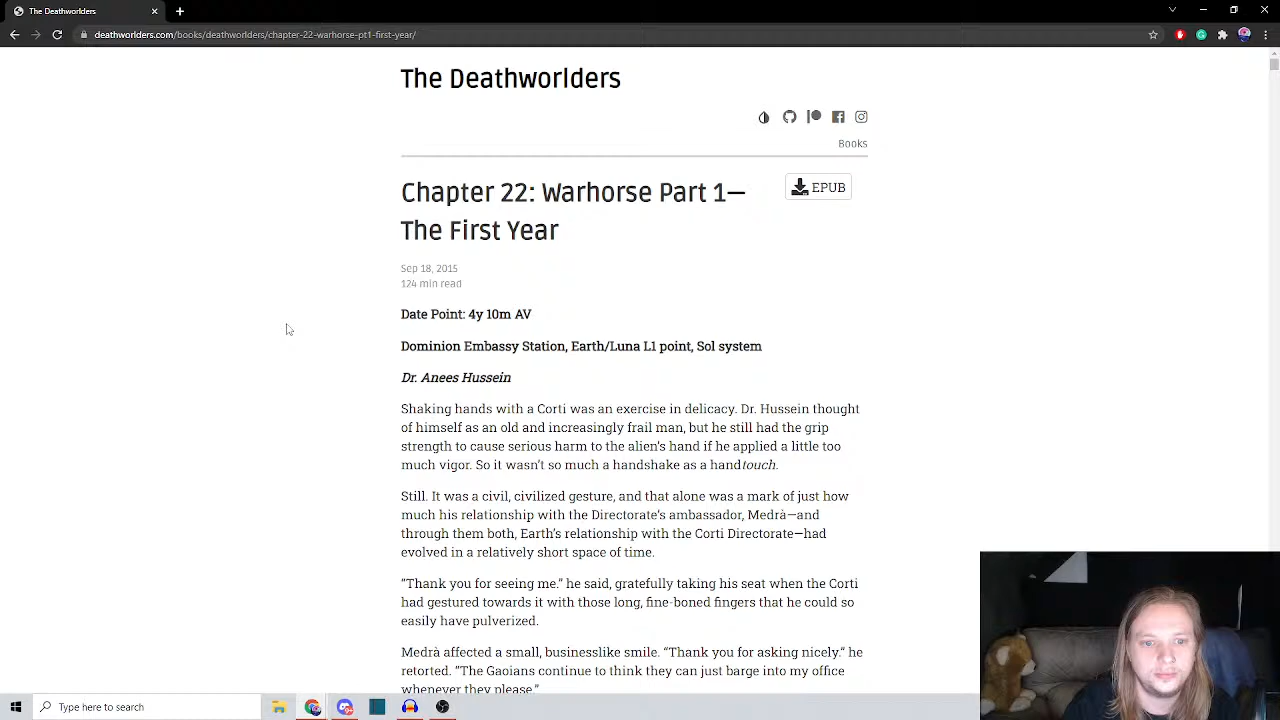 The Deathworlders
deathworlders.com/books/deathworlders/chapter-22-warhorse-pt1-first-year/
The Deathworlders
Books
Chapter 22: Warhorse Part 1—
EPUB
The First Year
Sep 18, 2015
124 min read
Date Point: 4y 10m AV
Dominion Embassy Station, Earth/Luna L1 point, Sol system
Dr. Anees Hussein
Shaking hands with a Corti was an exercise in delicacy. Dr. Hussein thought
of himself as an old and increasingly frail man, but he still had the grip
strength to cause serious harm to the alien's hand if he applied a little too
much vigor. So it wasn't so much a handshake as a handtouch.
Still. It was a civil, civilized gesture, and that alone was a mark of just how
much his relationship with the Directorate's ambassador, Medrà—and
through them both, Earth's relationship with the Corti Directorate—had
evolved in a relatively short space of time.
"Thank you for seeing me." he said, gratefully taking his seat when the Corti
had gestured towards it with those long, fine-boned fingers that he could so
easily have pulverized.
Medrà affected a small, businesslike smile. "Thank you for asking nicely." he
retorted. "The Gaoians continue to think they can just barge into my office
whenever they please."
Type here to search